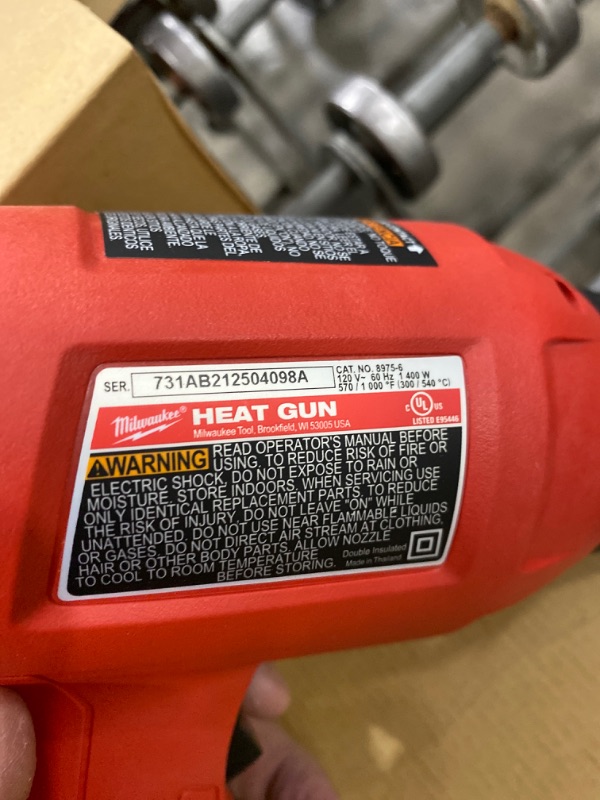 SER. 731AB212504098A
CAT. NO. 8975-6
120 V~ 60 Hz 1 400 W
570 / 1 000 °F (300 / 540 °C)
Milwaukee® HEAT GUN
Milwaukee Tool, Brookfield, WI 53005 USA
C UL US
LISTED E95446
WARNING READ OPERATOR'S MANUAL BEFORE
USING. TO REDUCE RISK OF FIRE OR
ELECTRIC SHOCK, DO NOT EXPOSE TO RAIN OR
MOISTURE. STORE INDOORS. WHEN SERVICING USE
ONLY IDENTICAL REPLACEMENT PARTS. TO REDUCE
THE RISK OF INJURY, DO NOT LEAVE "ON" WHILE
UNATTENDED, DO NOT USE NEAR FLAMMABLE LIQUIDS
OR GASES, DO NOT DIRECT AIR STREAM AT CLOTHING,
HAIR OR OTHER BODY PARTS, ALLOW NOZZLE
TO COOL TO ROOM TEMPERATURE
BEFORE STORING.
Double Insulated
Made in Thailand